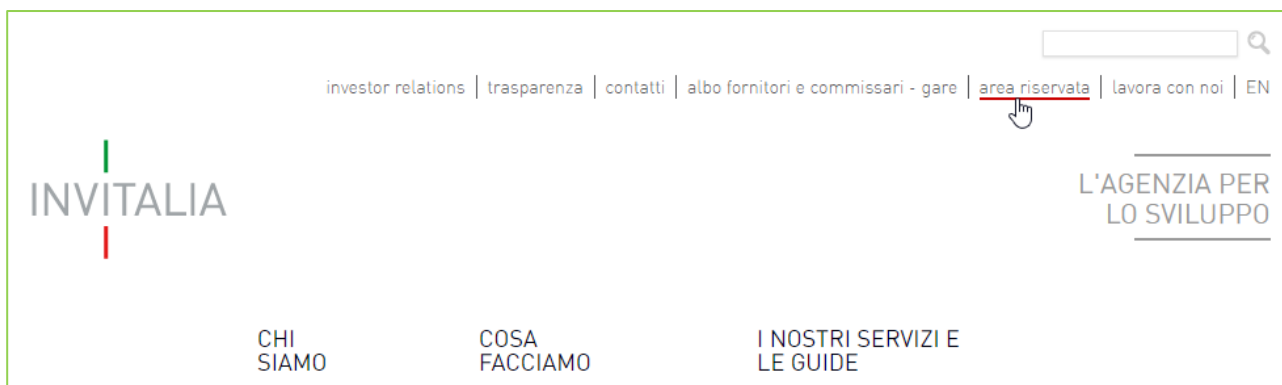 investor relations | trasparenza | contatti | albo fornitori e commissari - gare | area riservata | lavora con noi | EN
INVITALIA
L'AGENZIA PER
LO SVILUPPO
CHI
SIAMO
COSA
FACCIAMO
I NOSTRI SERVIZI E
LE GUIDE